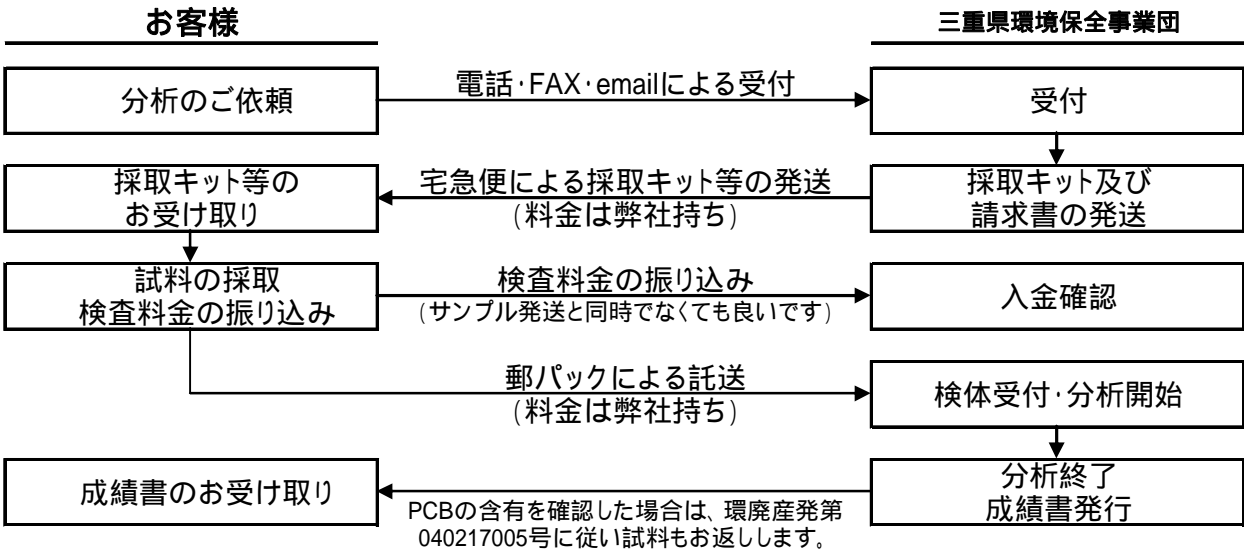 お客様
三重県環境保全事業団
分析のご依頼
電話・FAX・emailによる受付
受付
採取キット等の
お受け取り
宅急便による採取キット等の発送
(料金は弊社持ち)
採取キット及び
請求書の発送
試料の採取
検査料金の振り込み
検査料金の振り込み
(サンプル発送と同時でなくても良いです)
入金確認
郵パックによる託送
(料金は弊社持ち)
検体受付・分析開始
成績書のお受け取り
分析終了
成績書発行
PCBの含有を確認した場合は、環廃産発第
040217005号に従い試料もお返しします。